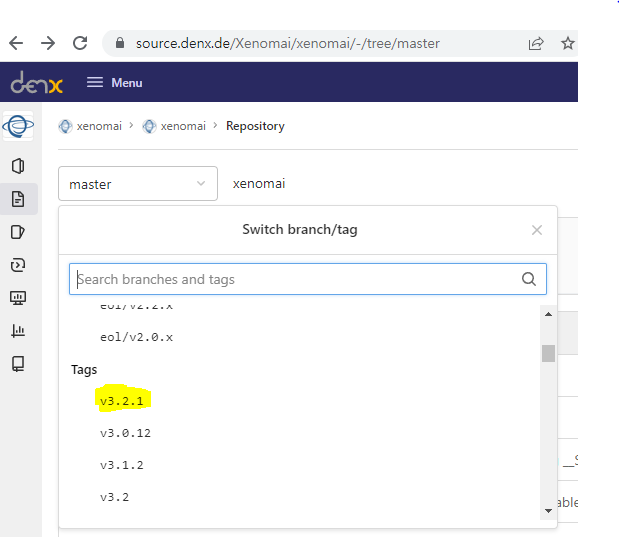 source.denx.de/Xenomai/xenomai/-/tree/master
denx Menu
xenomai > xenomai > Repository
master xenomai
Switch branch/tag
Search branches and tags
eol/v2.2.x
eol/v2.0.x
Tags
v3.2.1
v3.0.12
v3.1.2
v3.2
able